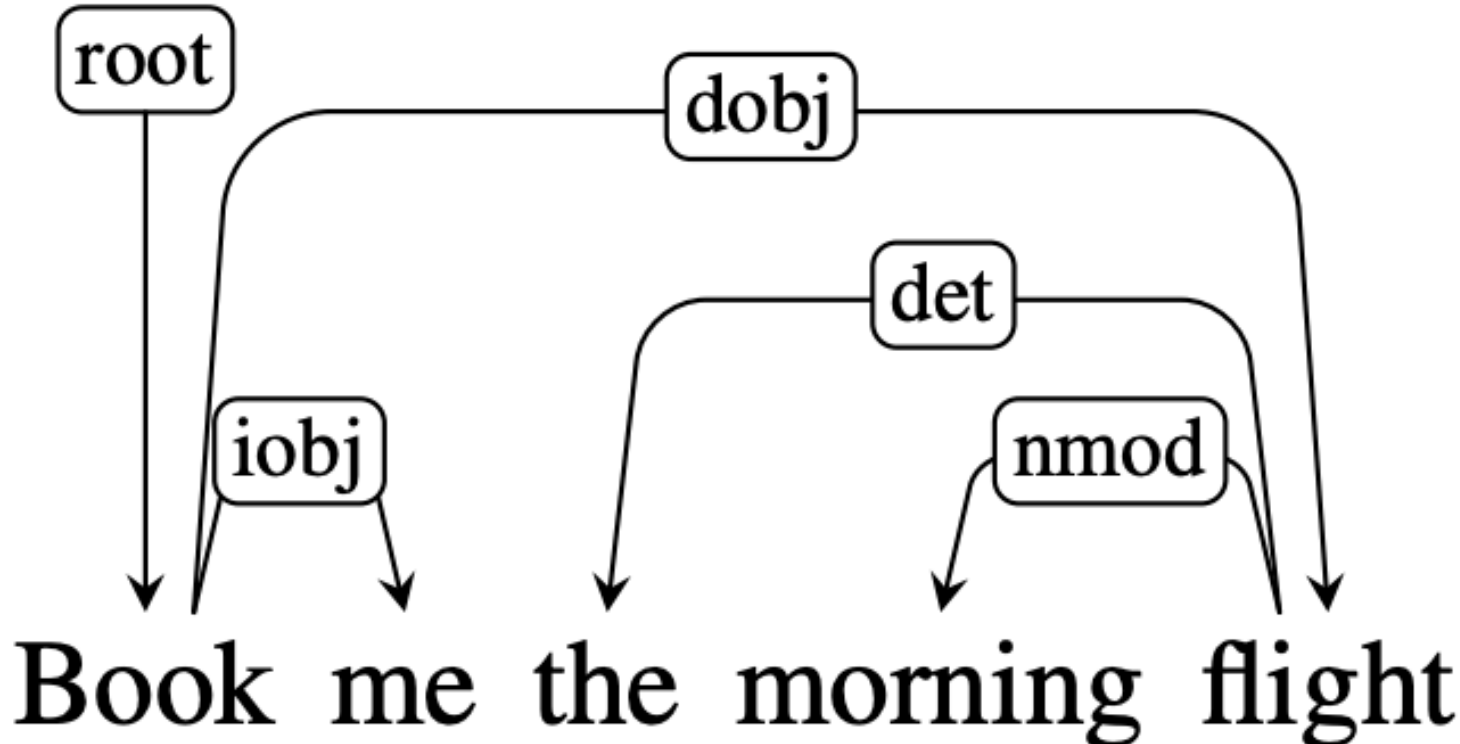 root
dobj
det
iobj
nmod
Book me the morning flight